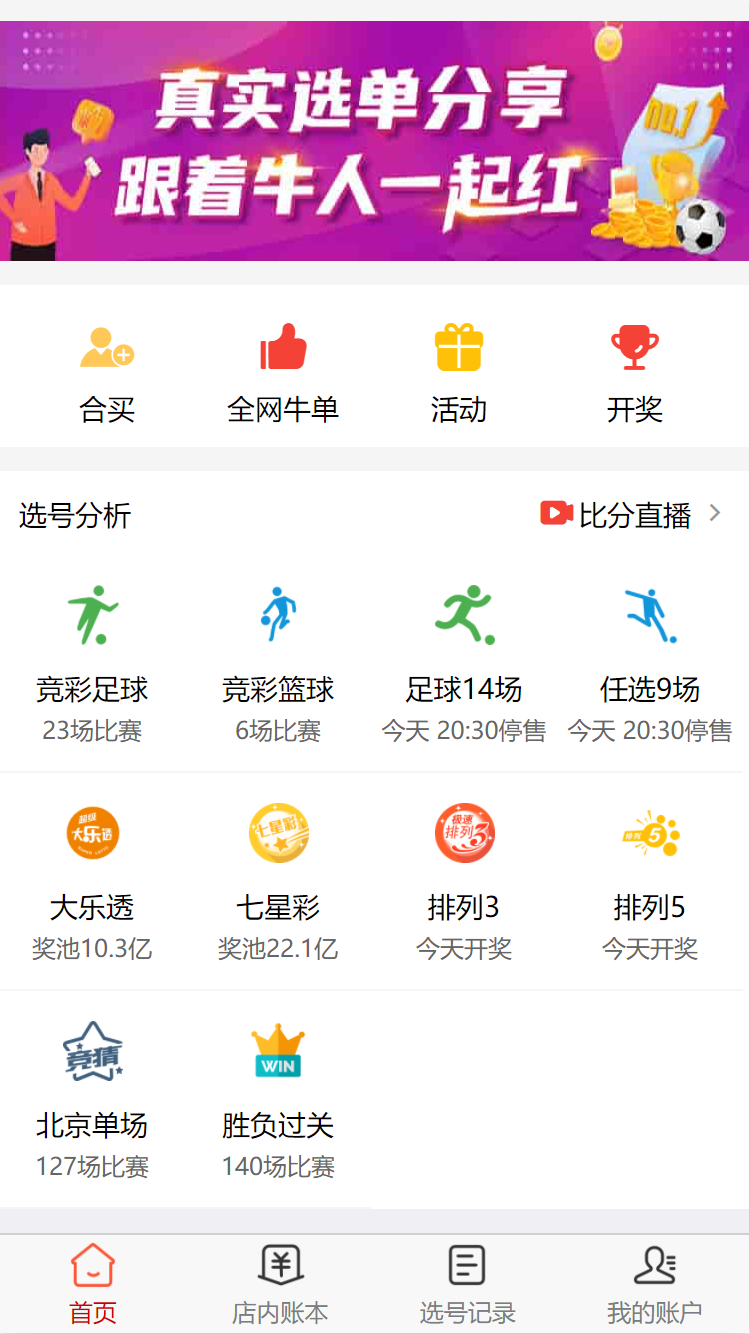 真实选单分享
no.1
跟着牛人一起红
合买
全网牛单
活动
开奖
选号分析
比分直播
竞彩足球
竞彩篮球
足球14场
任选9场
23场比赛
6场比赛
今天 20:30停售
今天 20:30停售
超级
大乐透
七星彩
极速
排列3
排列5
大乐透
七星彩
排列3
排列5
奖池10.3亿
奖池22.1亿
今天开奖
今天开奖
竞猜
WIN
北京单场
胜负过关
127场比赛
140场比赛
首页
店内账本
选号记录
我的账户